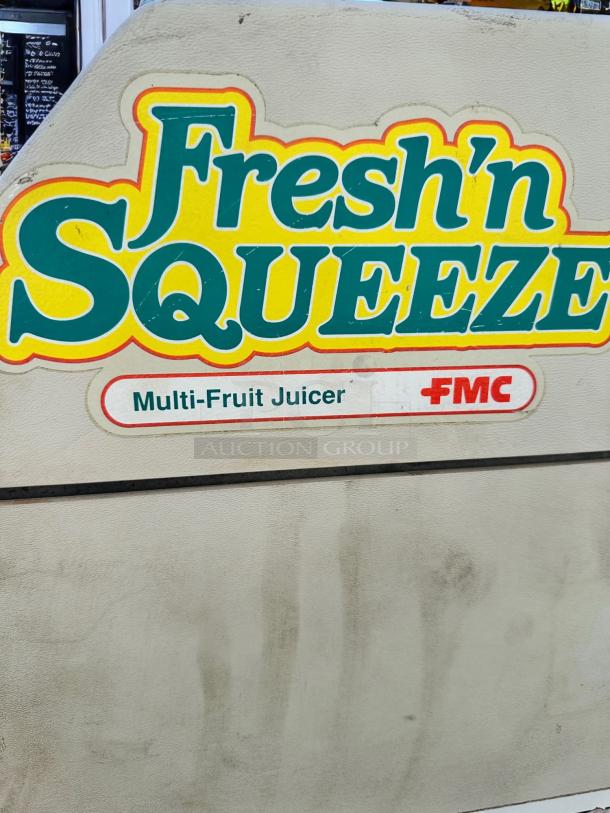 Fresh'n
SQUEEZE
Multi-Fruit Juicer
FMC
AUCTION GROUP